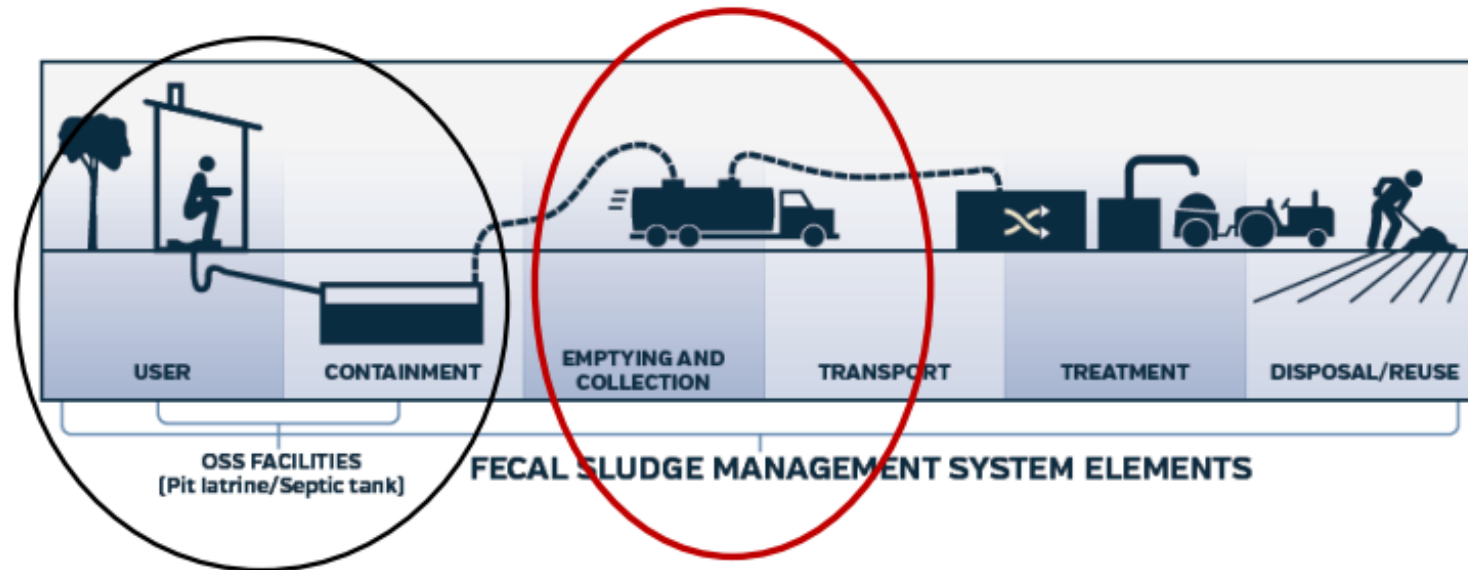 USER
CONTAINMENT
EMPTYING AND
COLLECTION
TRANSPORT
TREATMENT
DISPOSAL/REUSE
OSS FACILITIES
(Pit latrine/Septic tank)
FECAL SLUDGE MANAGEMENT SYSTEM ELEMENTS